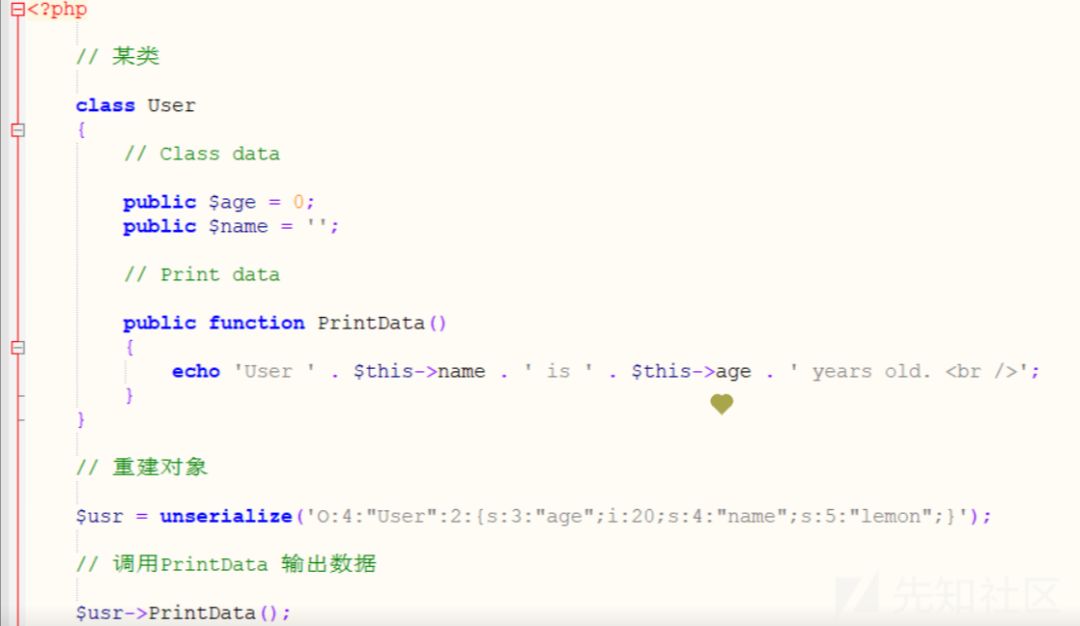 <?php
// 某类
class User
{
// Class data
public $age = 0;
public $name = '';
// Print data
public function PrintData()
{
echo 'User ' . $this->name . ' is ' . $this->age . ' years old. <br />';
}
}
// 重建对象
$usr = unserialize('O:4:"User":2:{s:3:"age";i:20;s:4:"name";s:5:"lemon";}');
// 调用PrintData 输出数据
$usr->PrintData();
先知社区